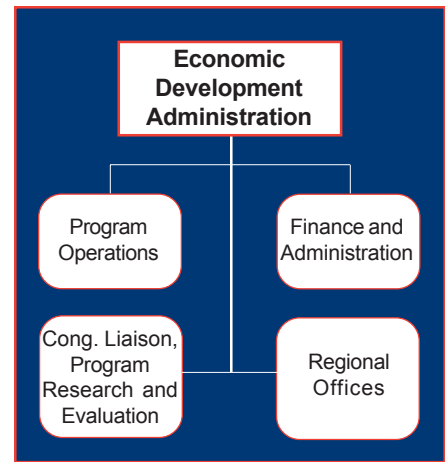 Economic
Development
Administration
Program
Operations
Finance and
Administration
Cong. Liaison,
Program
Research and
Evaluation
Regional
Offices